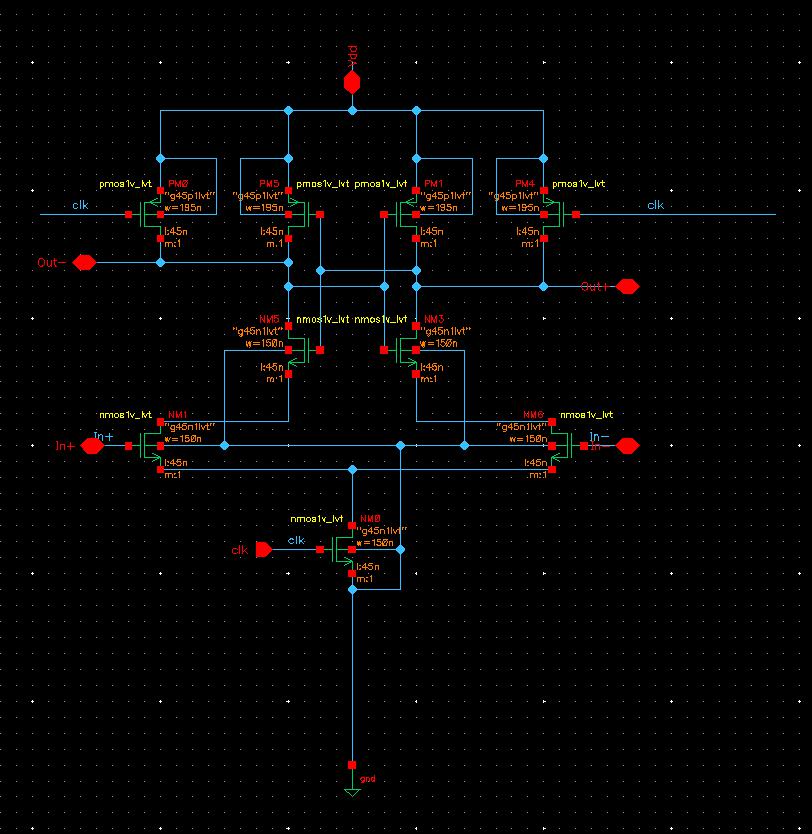 Vdd
pmos1v_lvt PM0 PM5 pmos1v_lvt pmos1v_lvt PM1 PM4 pmos1v_lvt
"g45p1lvt" "g45p1lvt" "g45p1lvt" "g45p1lvt"
clk w=195n w=195n w=195n w=195n clk
l:45n l:45n l:45n l:45n
m:1 m:1 m:1 m:1
Out-
Out+
NM5 nmos1v_lvt nmos1v_lvt NM3
"g45n1lvt" "g45n1lvt"
w=150n w=150n
l:45n l:45n
m:1 m:1
nmos1v_lvt NM1 nmos1v_lvt
"g45n1lvt" "g45n1lvt"
In+ In+ w=150n w=150n In- In-
l:45n l:45n
m:1 m:1
nmos1v_lvt NM0
"g45n1lvt"
clk clk w=150n
l:45n
m:1
gnd